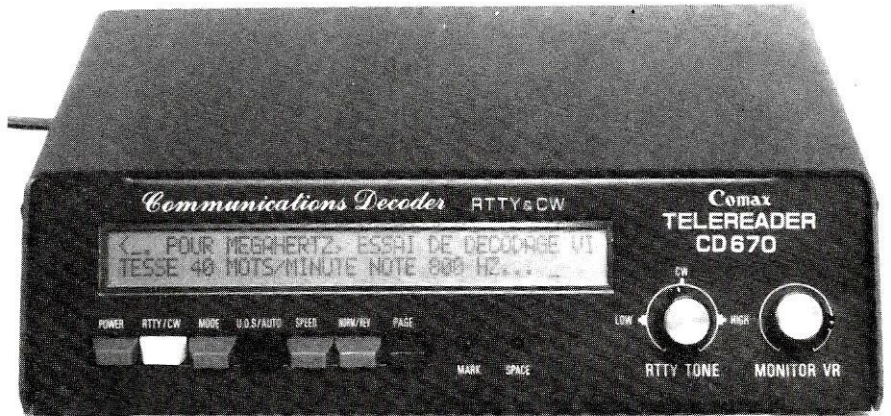 Communications Decoder RTTY&CW
Comax
TELEREADER
CD670
<_. POUR MEGAHERTZ. ESSAI DE DECODAGE VI
TESSE 40 MOTS/MINUTE NOTE 800 HZ... _
POWER RTTY/CW MODE U.O.S/AUTO SPEED NORM/REV PAGE
MARK SPACE
CW
LOW HIGH
RTTY TONE MONITOR VR